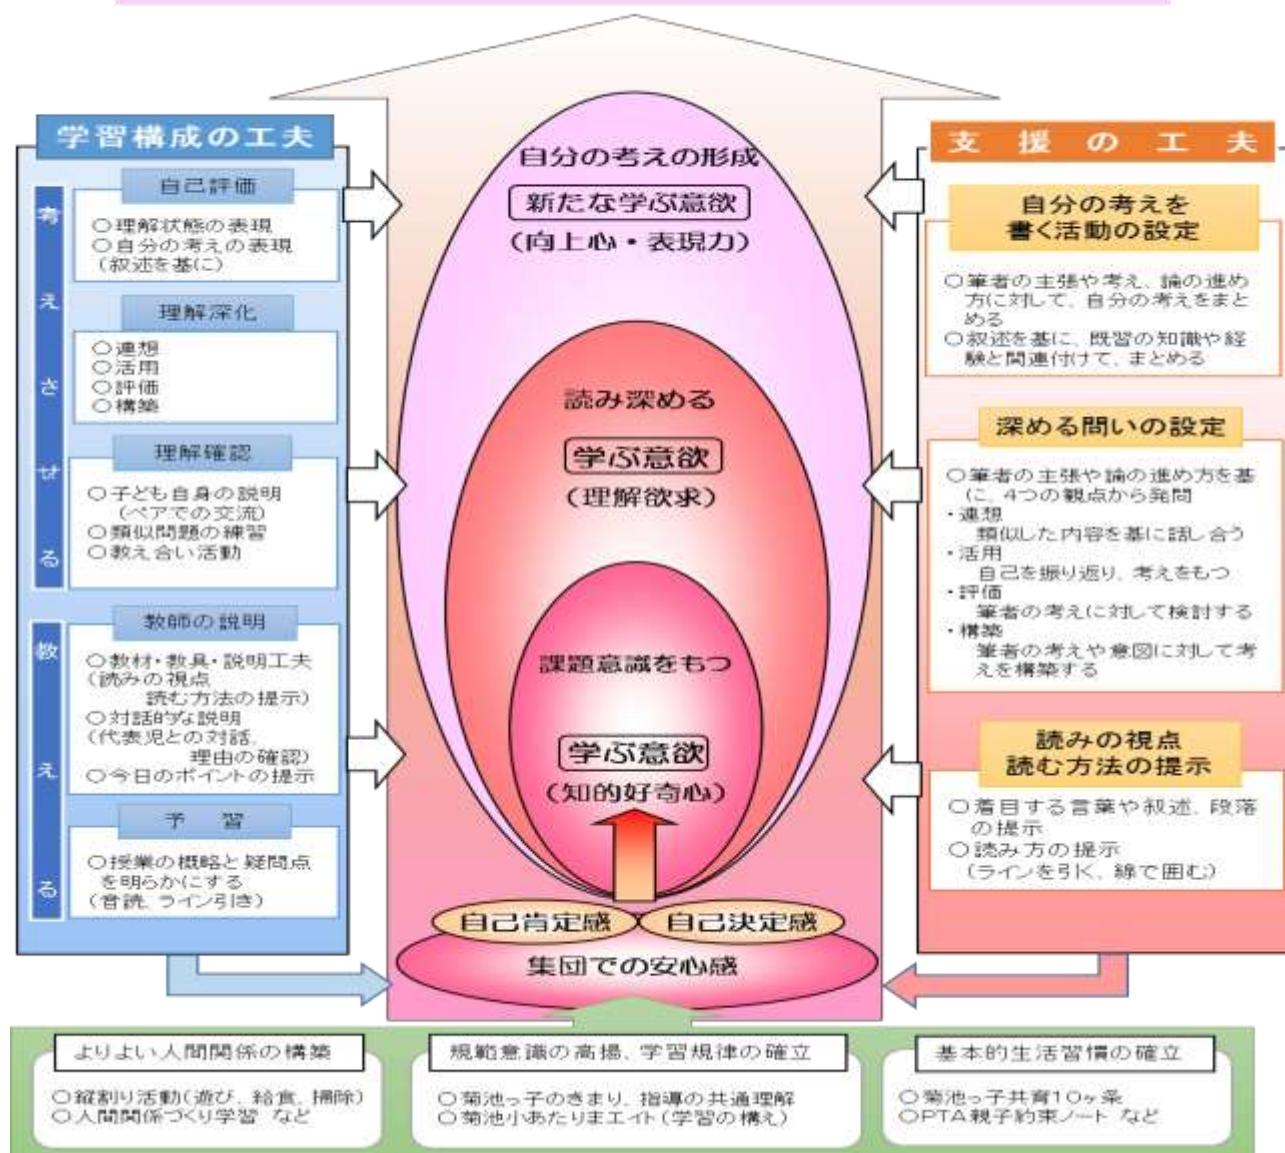 学習構成の工夫
考えさせる
自己評価
○理解状態の表現
○自分の考えの表現
(叙述を基に)
理解深化
○連想
○活用
○評価
○構築
理解確認
○子ども自身の説明
(ペアでの交流)
○類似問題の練習
○教え合い活動
教える
教師の説明
○教材・教具・説明工夫
(読みの視点
読む方法の提示)
○対話的な説明
(代表児との対話、
理由の確認)
○今日のポイントの提示
予 習
○授業の概略と疑問点
を明らかにする
(音読、ライン引き)
自分の考えの形成
新たな学ぶ意欲
(向上心・表現力)
読み深める
学ぶ意欲
(理解欲求)
課題意識をもつ
学ぶ意欲
(知的好奇心)
自己肯定感
自己決定感
集団での安心感
支援の工夫
自分の考えを
書く活動の設定
○筆者の主張や考え、論の進め
方に対して、自分の考えをまと
める
○叙述を基に、既習の知識や経
験と関連付けて、まとめる
深める問いの設定
○筆者の主張や論の進め方を基
に、4つの観点から発問
・連想
類似した内容を基に話し合う
・活用
自己を振り返り、考えをもつ
・評価
筆者の考えに対して検討する
・構築
筆者の考えや意図に対して考
えを構築する
読みの視点
読む方法の提示
○着目する言葉や叙述、段落
の提示
○読み方の提示
(ラインを引く、線で囲む)
よりよい人間関係の構築
○縦割り活動(遊び、給食、掃除)
○人間関係づくり学習 など
規範意識の高揚、学習規律の確立
○菊池っ子のきまり、指導の共通理解
○菊池小あたりまエイト(学習の構え)
基本的生活習慣の確立
○菊池っ子共育10ヶ条
○PTA親子約束ノート など